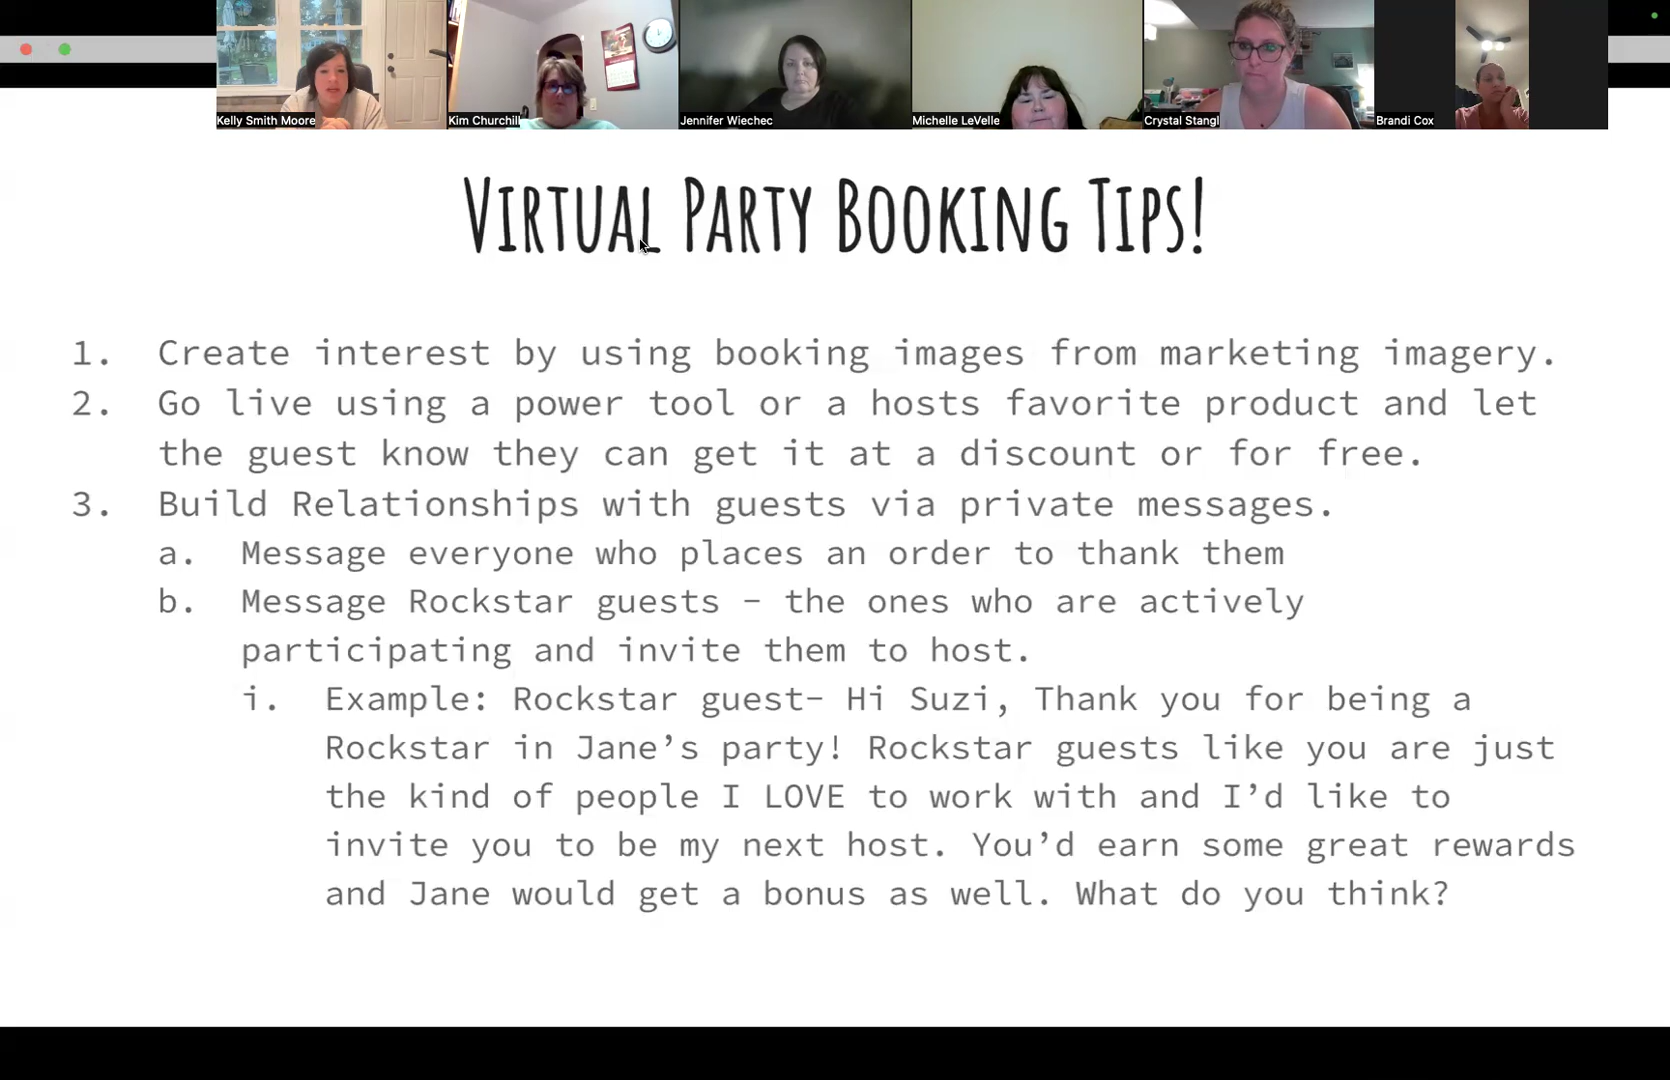 Kelly Smith Moore
Kim Churchill
Jennifer Wiechec
Michelle LeVelle
Crystal Stangl
Brandi Cox
Virtual Party Booking Tips!
1. Create interest by using booking images from marketing imagery.
2. Go live using a power tool or a hosts favorite product and let
the guest know they can get it at a discount or for free.
3. Build Relationships with guests via private messages.
a. Message everyone who places an order to thank them
b. Message Rockstar guests - the ones who are actively
participating and invite them to host.
i. Example: Rockstar guest- Hi Suzi, Thank you for being a
Rockstar in Jane’s party! Rockstar guests like you are just
the kind of people I LOVE to work with and I’d like to
invite you to be my next host. You’d earn some great rewards
and Jane would get a bonus as well. What do you think?